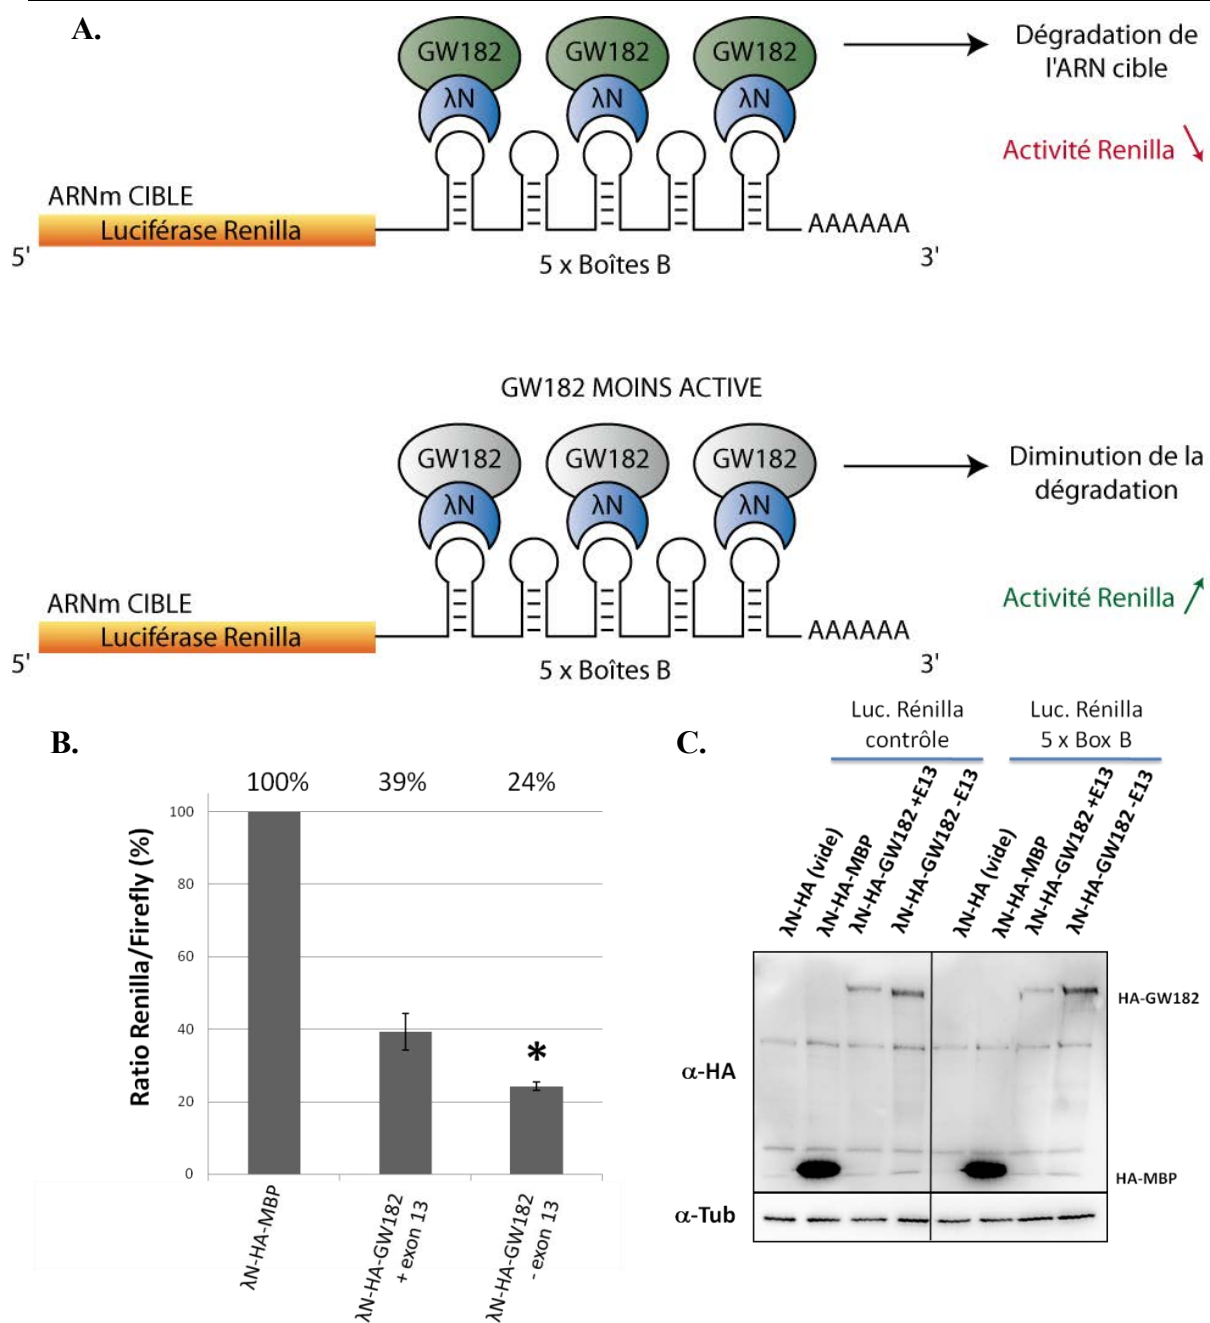 A.
GW182 GW182 GW182
λN λN λN
Dégradation de
l'ARN cible
Activité Renilla
ARNm CIBLE
Luciférase Renilla
AAAAAA
5'
5 x Boîtes B
3'
GW182 MOINS ACTIVE
GW182 GW182 GW182
λN λN λN
Diminution de la
dégradation
Activité Renilla
ARNm CIBLE
Luciférase Renilla
AAAAAA
5'
5 x Boîtes B
3'
B.
100% 39% 24%
Ratio Renilla/Firefly (%)
100
80
60
40
20
0
*
λN-HA-MBP
λN-HA-GW182
+ exon 13
λN-HA-GW182
- exon 13
C.
Luc. Rénilla
contrôle
Luc. Rénilla
5 x Box B
λN-HA (vide)
λN-HA-MBP
λN-HA-GW182 +E13
λN-HA-GW182 -E13
λN-HA (vide)
λN-HA-MBP
λN-HA-GW182 +E13
λN-HA-GW182 -E13
HA-GW182
α-HA
HA-MBP
α-Tub